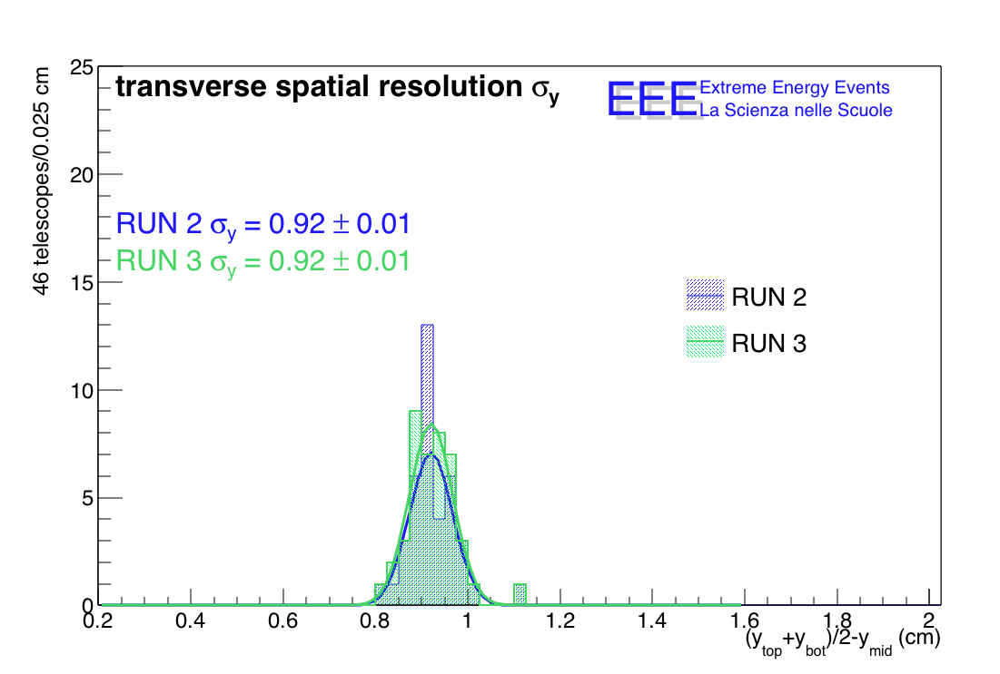 25
transverse spatial resolution σy
EEE Extreme Energy Events
La Scienza nelle Scuole
46 telescopes/0.025 cm
20
RUN 2 σy = 0.92 ± 0.01
RUN 3 σy = 0.92 ± 0.01
15
RUN 2
RUN 3
10
5
0
0.2 0.4 0.6 0.8 1 1.2 1.4 1.6 1.8 2
(ytop+ybot)/2-ymid (cm)